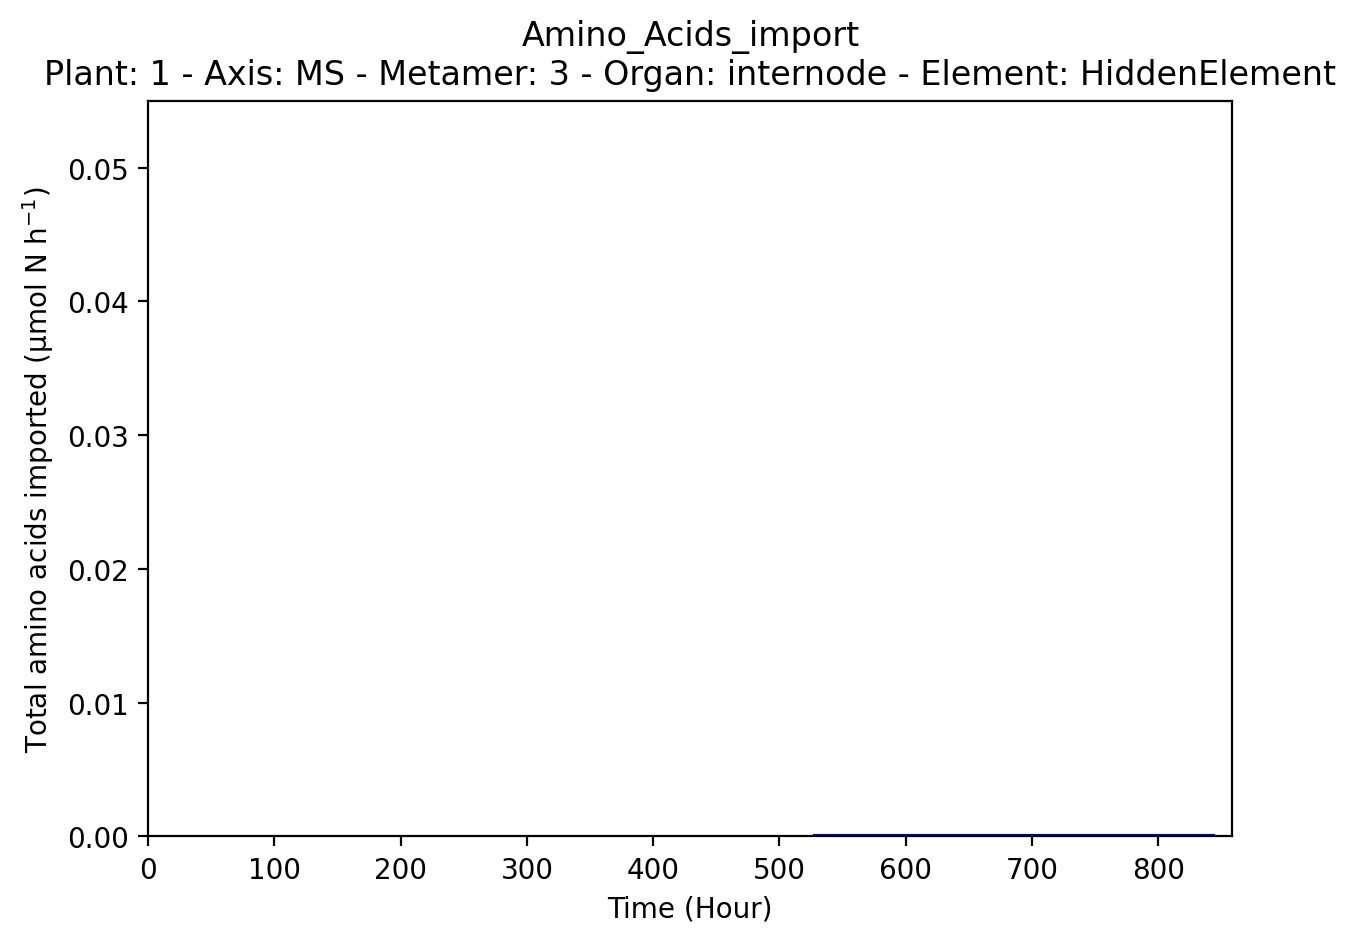 Amino_Acids_import
Plant: 1 - Axis: MS - Metamer: 3 - Organ: internode - Element: HiddenElement
Total amino acids imported (µmol N h⁻¹)
0.05
0.04
0.03
0.02
0.01
0.00
0 100 200 300 400 500 600 700 800
Time (Hour)